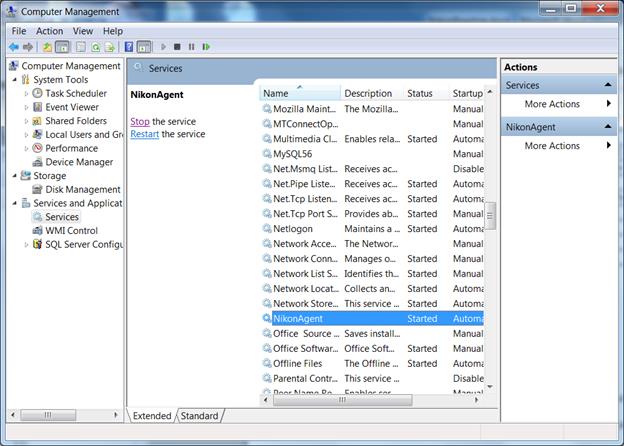 Computer Management
File Action View Help
Computer Management
System Tools
Task Scheduler
Event Viewer
Shared Folders
Local Users and Gro
Performance
Device Manager
Storage
Disk Management
Services and Applicat
Services
WMI Control
SQL Server Configu
Services
NikonAgent
Stop the service
Restart the service
Name Description Status Startup
Mozilla Maint... The Mozilla... Manual
MTConnectOp... Manual
Multimedia Cl... Enables rela... Started Automa
MySQL56 Manual
Net.Msmq List... Receives ac... Disable
Net.Pipe Listen... Receives ac... Started Automa
Net.Tcp Listen... Receives ac... Started Automa
Net.Tcp Port S... Provides ab... Started Manual
Netlogon Maintains a ... Started Automa
Network Acce... The Networ... Manual
Network Conn... Manages o... Started Manual
Network List S... Identifies th... Started Manual
Network Locat... Collects an... Started Automa
Network Store... This service ... Started Automa
NikonAgent Started Automa
Office Source ... Saves install... Manual
Office Softwar... Office Soft... Started Manual
Offline Files The Offline ... Started Automa
Parental Contr... This service ... Disable
Extended Standard
Actions
Services
More Actions
NikonAgent
More Actions